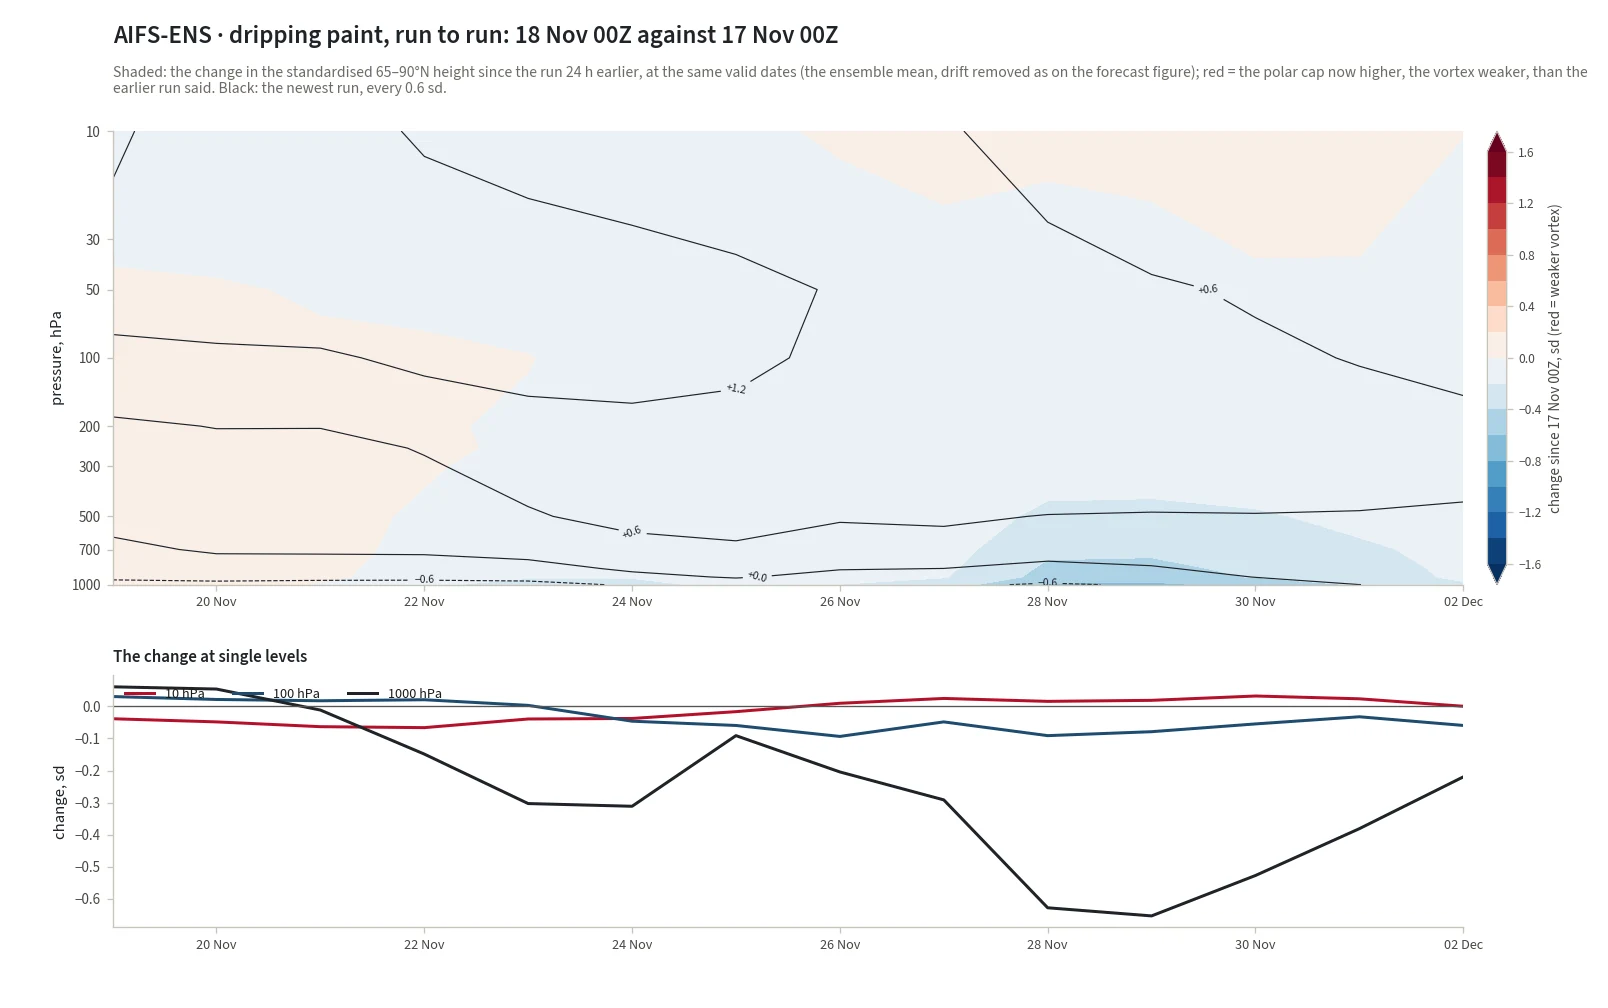 AIFS-ENS · dripping paint, run to run: 18 Nov 00Z against 17 Nov 00Z
Shaded: the change in the standardised 65–90°N height since the run 24 h earlier, at the same valid dates (the ensemble mean, drift removed as on the forecast figure); red = the polar cap now higher, the vortex weaker, than the
earlier run said. Black: the newest run, every 0.6 sd.
pressure, hPa
10
30
50
100
200
300
500
700
1000
+0.6
+1.2
+0.6
+0.0
−0.6
−0.6
20 Nov
22 Nov
24 Nov
26 Nov
28 Nov
30 Nov
02 Dec
1.6
1.2
0.8
0.4
0.0
−0.4
−0.8
−1.2
−1.6
change since 17 Nov 00Z, sd (red = weaker vortex)
The change at single levels
10 hPa
100 hPa
1000 hPa
change, sd
0.0
−0.1
−0.2
−0.3
−0.4
−0.5
−0.6
20 Nov
22 Nov
24 Nov
26 Nov
28 Nov
30 Nov
02 Dec